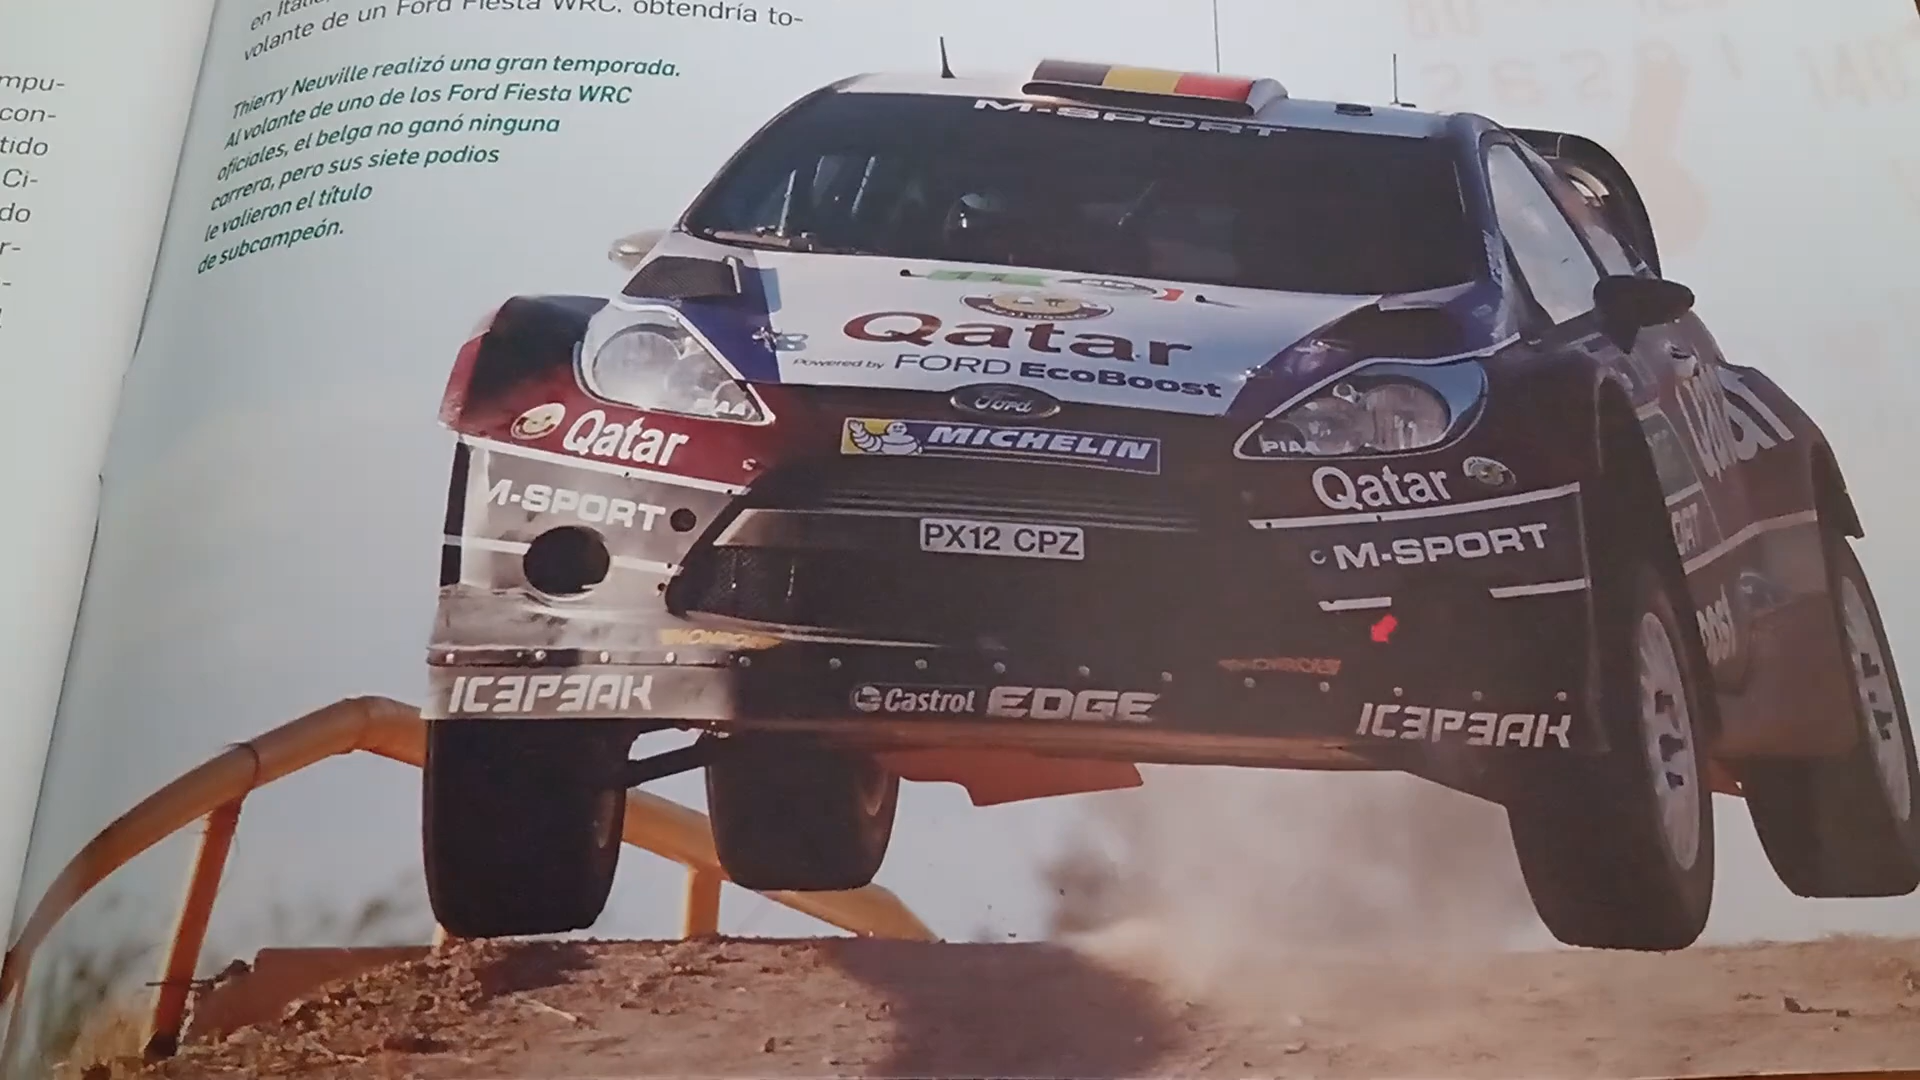 mpu-
con-
tido
Ci-
do
r-
-
volante de un Ford Fiesta WRC. obtendría to-
Thierry Neuville realizó una gran temporada.
Al volante de uno de los Ford Fiesta WRC
oficiales, el belga no ganó ninguna
carrera, pero sus siete podios
le valieron el título
de subcampeón.
M-SPORT
Qatar
Powered by FORD EcoBoost
Ford
PIAA
PIAA
MICHELIN
Qatar
Qatar
M-SPORT
M-SPORT
PX12 CPZ
ICEPEAK
Castrol EDGE
ICEPEAK
Qatar